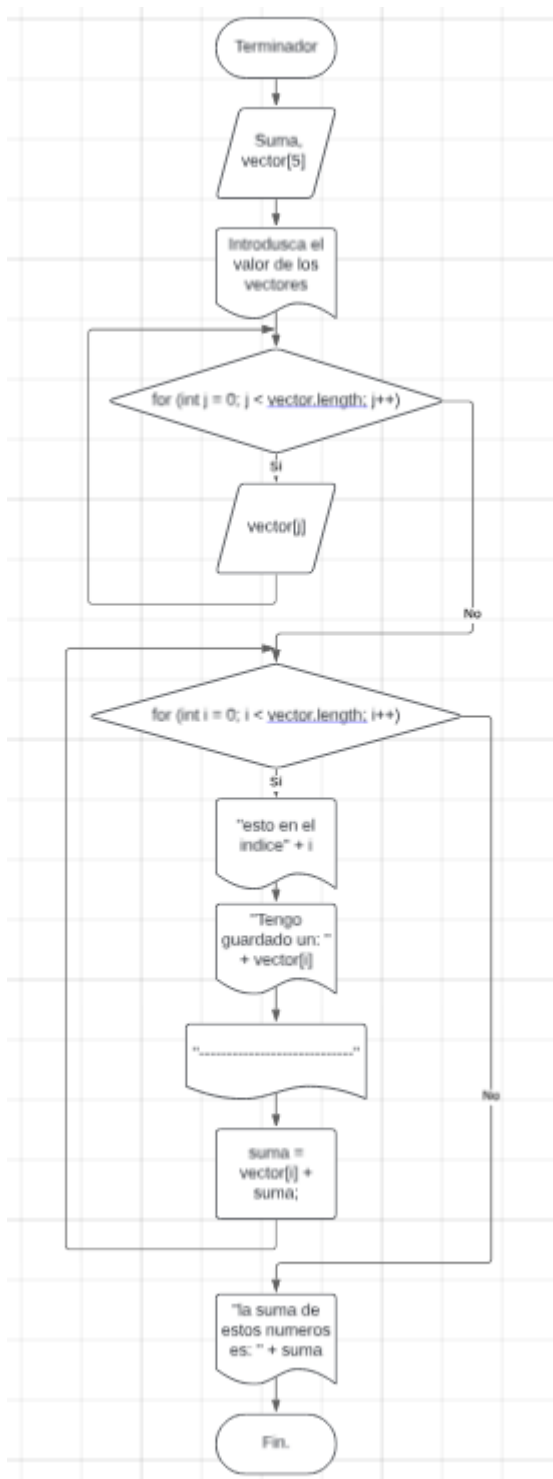 Terminador
Suma,
vector[5]
Introdusca el
valor de los
vectores
for (int j = 0; j < vector.length; j++)
Si
vector[j]
No
for (int i = 0; i < vector.length; i++)
Si
"esto en el
indice" + i
"Tengo
guardado un: "
+ vector[i]
"-----------------------------"
No
suma =
vector[i] +
suma;
"la suma de
estos numeros
es: " + suma
Fin.